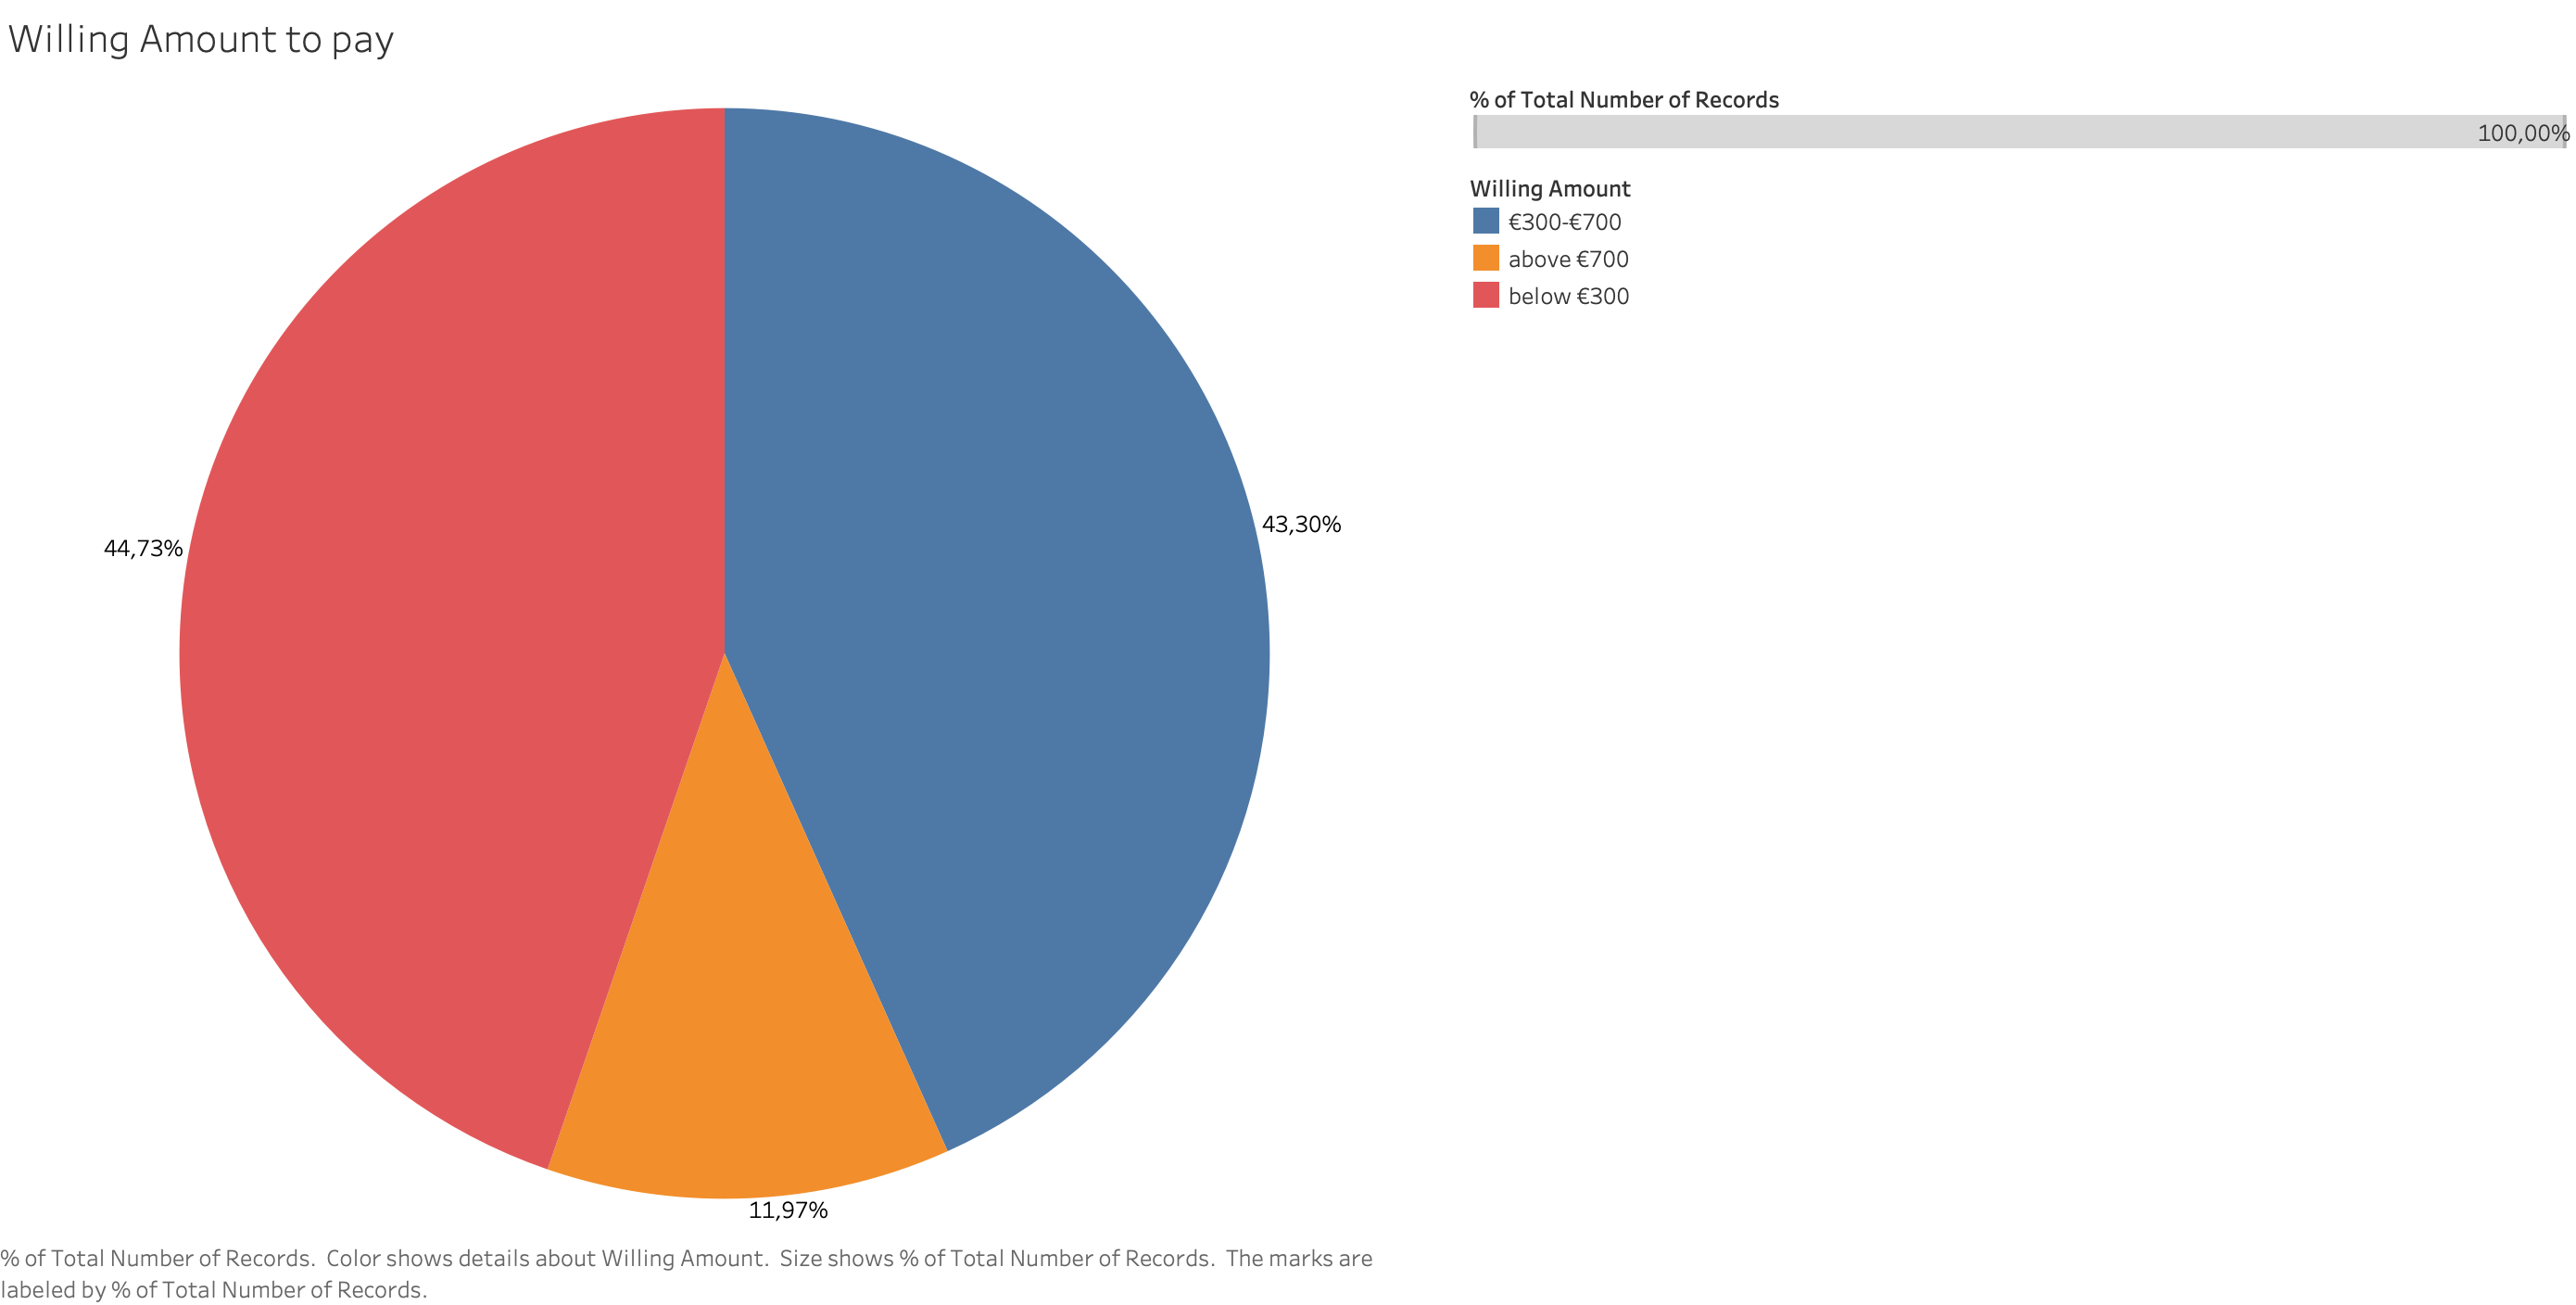 Willing Amount to pay
% of Total Number of Records
100,00%
Willing Amount
€300-€700
above €700
below €300
43,30%
44,73%
11,97%
% of Total Number of Records.  Color shows details about Willing Amount.  Size shows % of Total Number of Records.  The marks are
labeled by % of Total Number of Records.